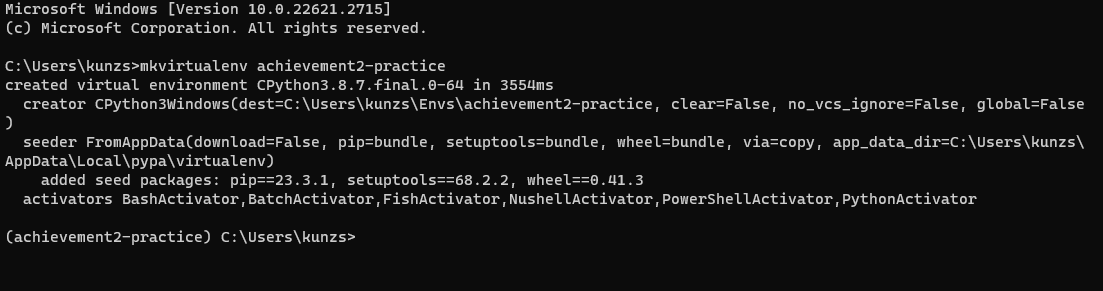 Microsoft Windows [Version 10.0.22621.2715]
(c) Microsoft Corporation. All rights reserved.
C:\Users\kunzs>mkvirtualenv achievement2-practice
created virtual environment CPython3.8.7.final.0-64 in 3554ms
  creator CPython3Windows(dest=C:\Users\kunzs\Envs\achievement2-practice, clear=False, no_vcs_ignore=False, global=False
)
  seeder FromAppData(download=False, pip=bundle, setuptools=bundle, wheel=bundle, via=copy, app_data_dir=C:\Users\kunzs\
AppData\Local\pypa\virtualenv)
    added seed packages: pip==23.3.1, setuptools==68.2.2, wheel==0.41.3
  activators BashActivator,BatchActivator,FishActivator,NushellActivator,PowerShellActivator,PythonActivator
(achievement2-practice) C:\Users\kunzs>